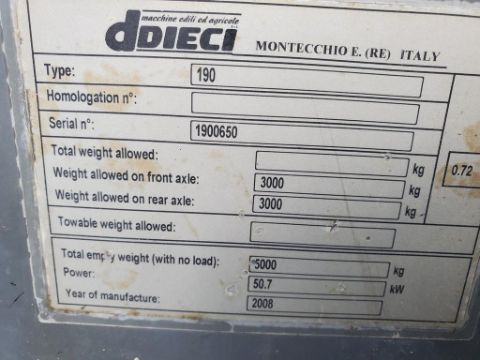 macchine edili ed agricole
dDIECI MONTECCHIO E. (RE) ITALY
Type: 190
Homologation n°:
Serial n°: 1900650
Total weight allowed: kg
Weight allowed on front axle: 3000 kg
Weight allowed on rear axle: 3000 kg
0.72
Towable weight allowed:
Total empty weight (with no load): 5000 kg
Power: 50.7 kW
Year of manufacture: 2008